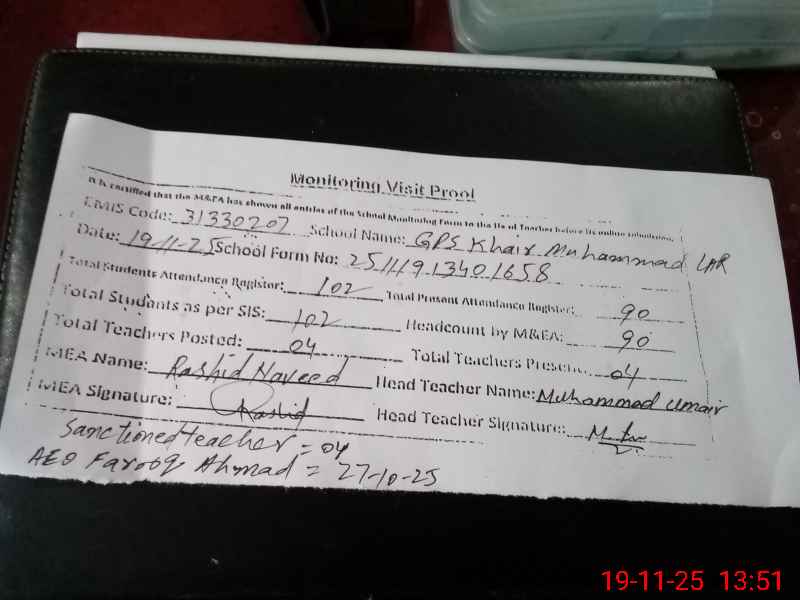 Monitoring Visit Proof
It is certified that the M&EA has shown all entries of the School Monitoring Form to the Head Teacher before its online submission.
EMIS Code: 31330207 School Name: GPS Khair Muhammad LAR
Date: 19-11-25 School Form No: 25111913401658
Total Students Attendance Register: 102 Total Present Attendance Register: 90
Total Students as per SIS: 102 Headcount by M&EA: 90
Total Teachers Posted: 04 Total Teachers Present: 04
MEA Name: Rashid Naveed Head Teacher Name: Muhammad Umair
MEA Signature: Rashid Head Teacher Signature:
Sanctioned teacher = 04
AEO Farooq Ahmad = 27-10-25
19-11-25 13:51